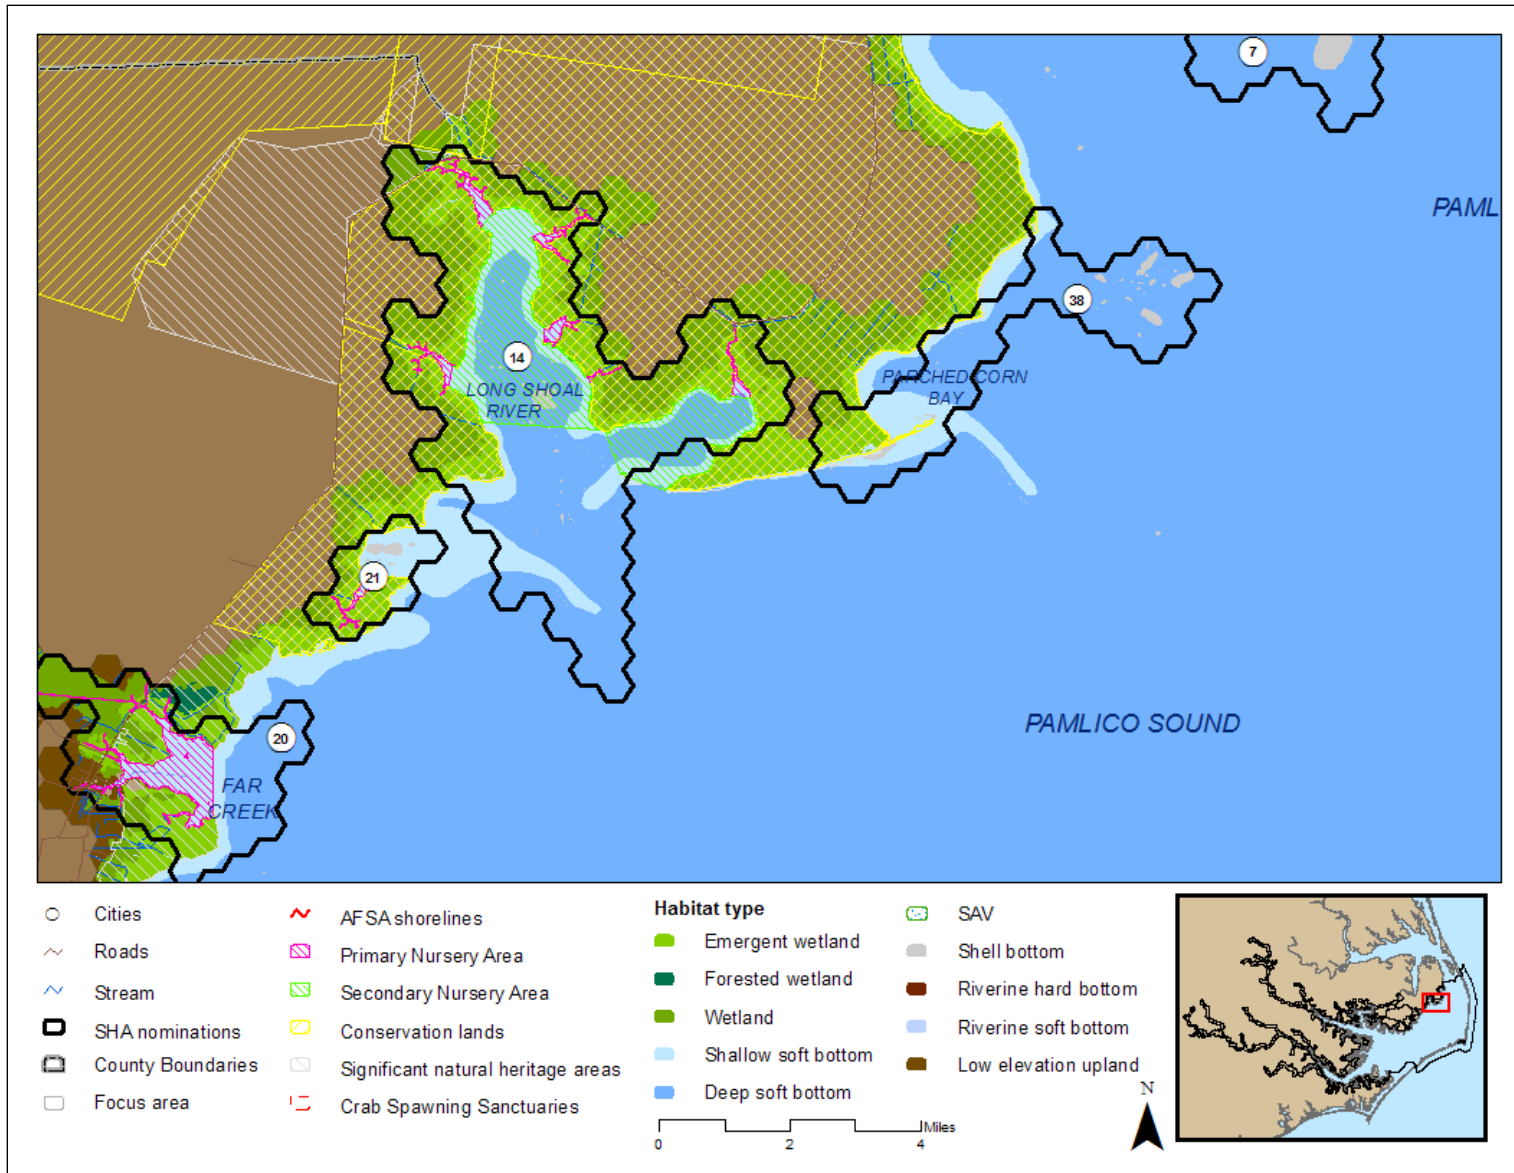 7
PAML
38
14
PARCHED CORN
BAY
LONG SHOAL
RIVER
21
PAMLICO SOUND
20
FAR
CREEK
Cities
Roads
Stream
SHA nominations
County Boundaries
Focus area
AFSA shorelines
Primary Nursery Area
Secondary Nursery Area
Conservation lands
Significant natural heritage areas
Crab Spawning Sanctuaries
Habitat type
Emergent wetland
Forested wetland
Wetland
Shallow soft bottom
Deep soft bottom
SAV
Shell bottom
Riverine hard bottom
Riverine soft bottom
Low elevation upland
Miles
0 2 4
N